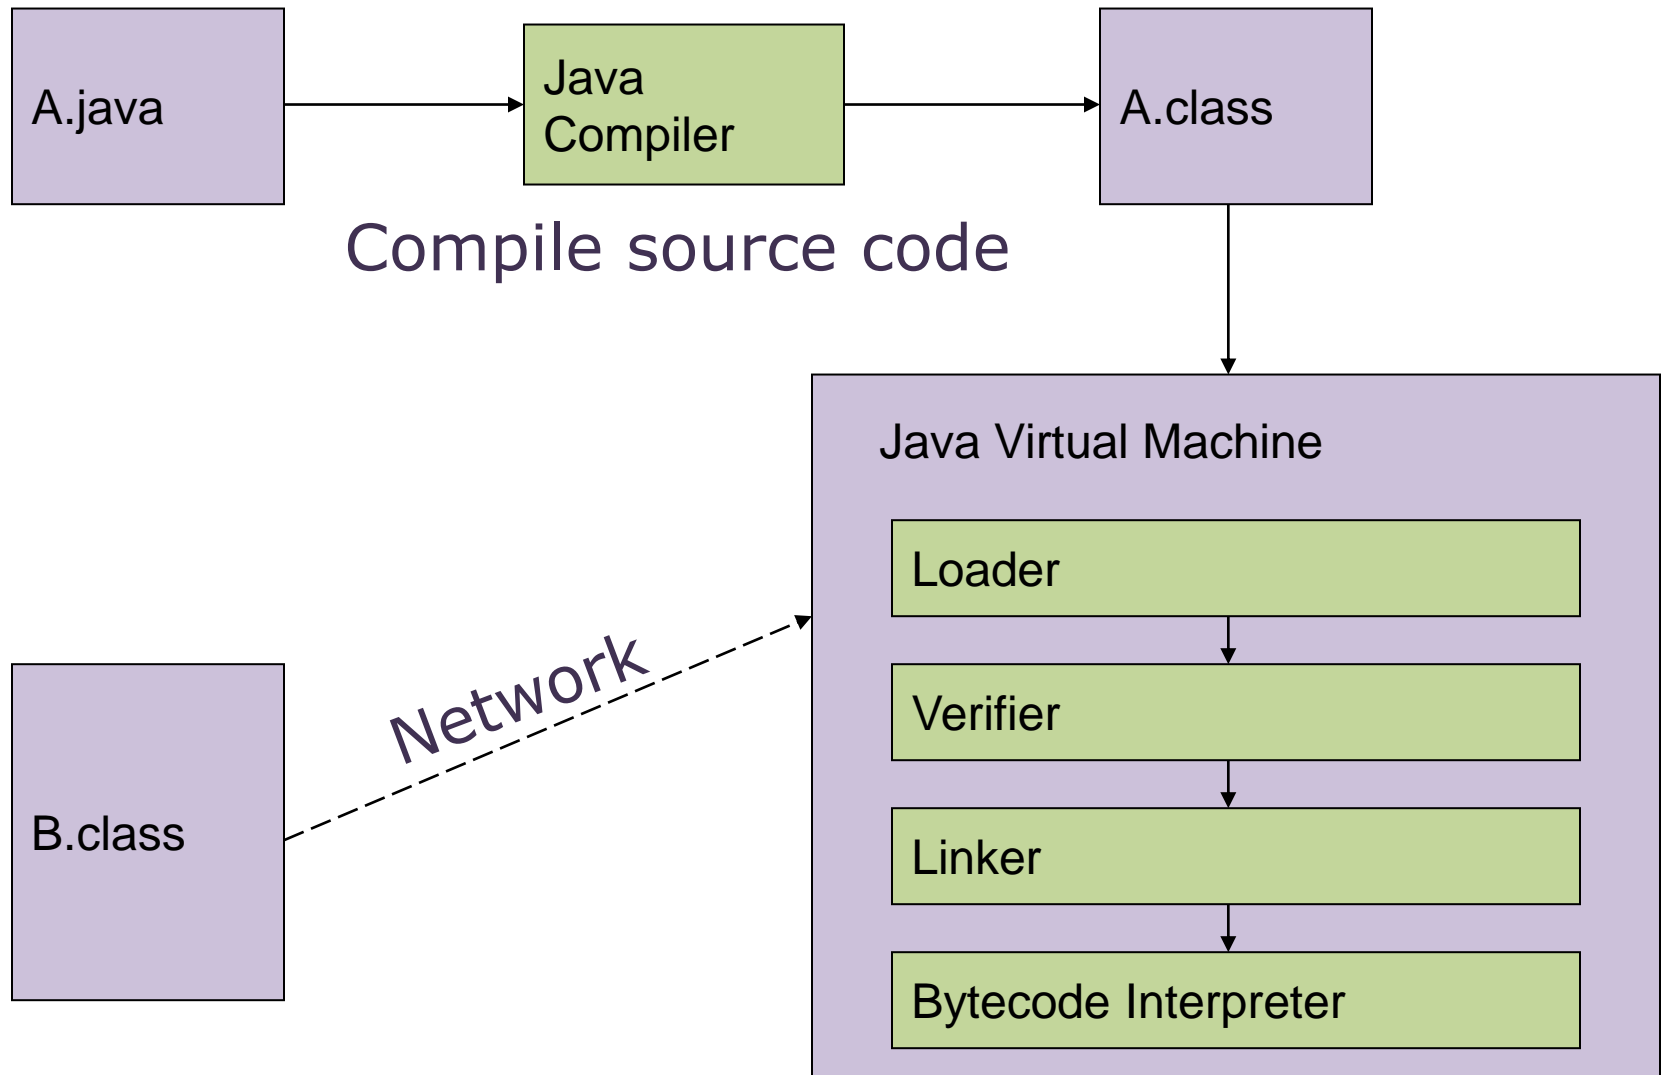 A.java
Java
Compiler
A.class
Compile source code
Java Virtual Machine
Loader
Network
Verifier
B.class
Linker
Bytecode Interpreter